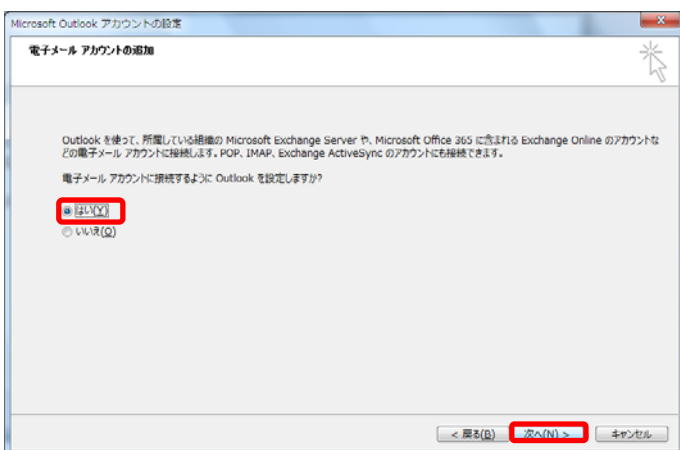 Microsoft Outlook アカウントの設定
電子メール アカウントの追加
Outlook を使って、所属している組織の Microsoft Exchange Server や、Microsoft Office 365 に含まれる Exchange Online のアカウントな
どの電子メール アカウントに接続します。POP、IMAP、Exchange ActiveSync のアカウントにも接続できます。
電子メール アカウントに接続するように Outlook を設定しますか?
はい(Y)
いいえ(O)
< 戻る(B) 次へ(N) > キャンセル